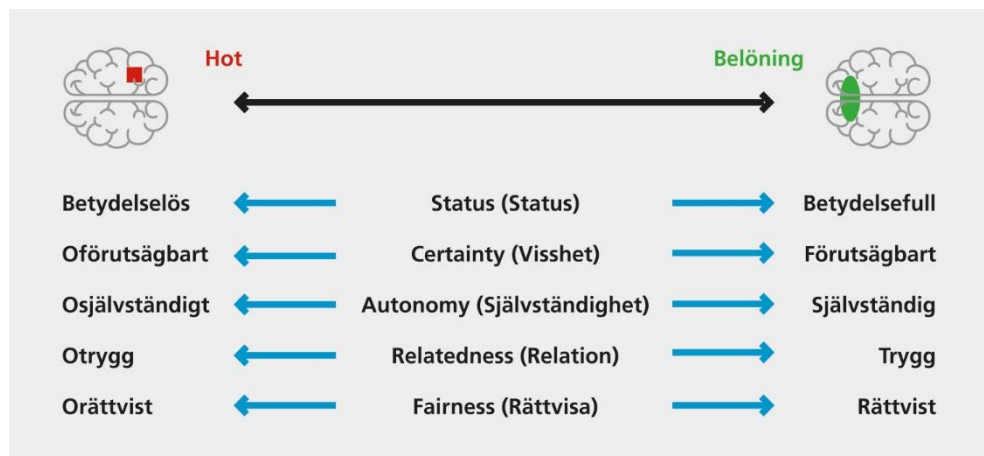 Hot Belöning
Betydelselös Status (Status) Betydelsefull
Oförutsägbart Certainty (Visshet) Förutsägbart
Osjälvständigt Autonomy (Självständighet) Självständig
Otrygg Relatedness (Relation) Trygg
Orättvist Fairness (Rättvisa) Rättvist